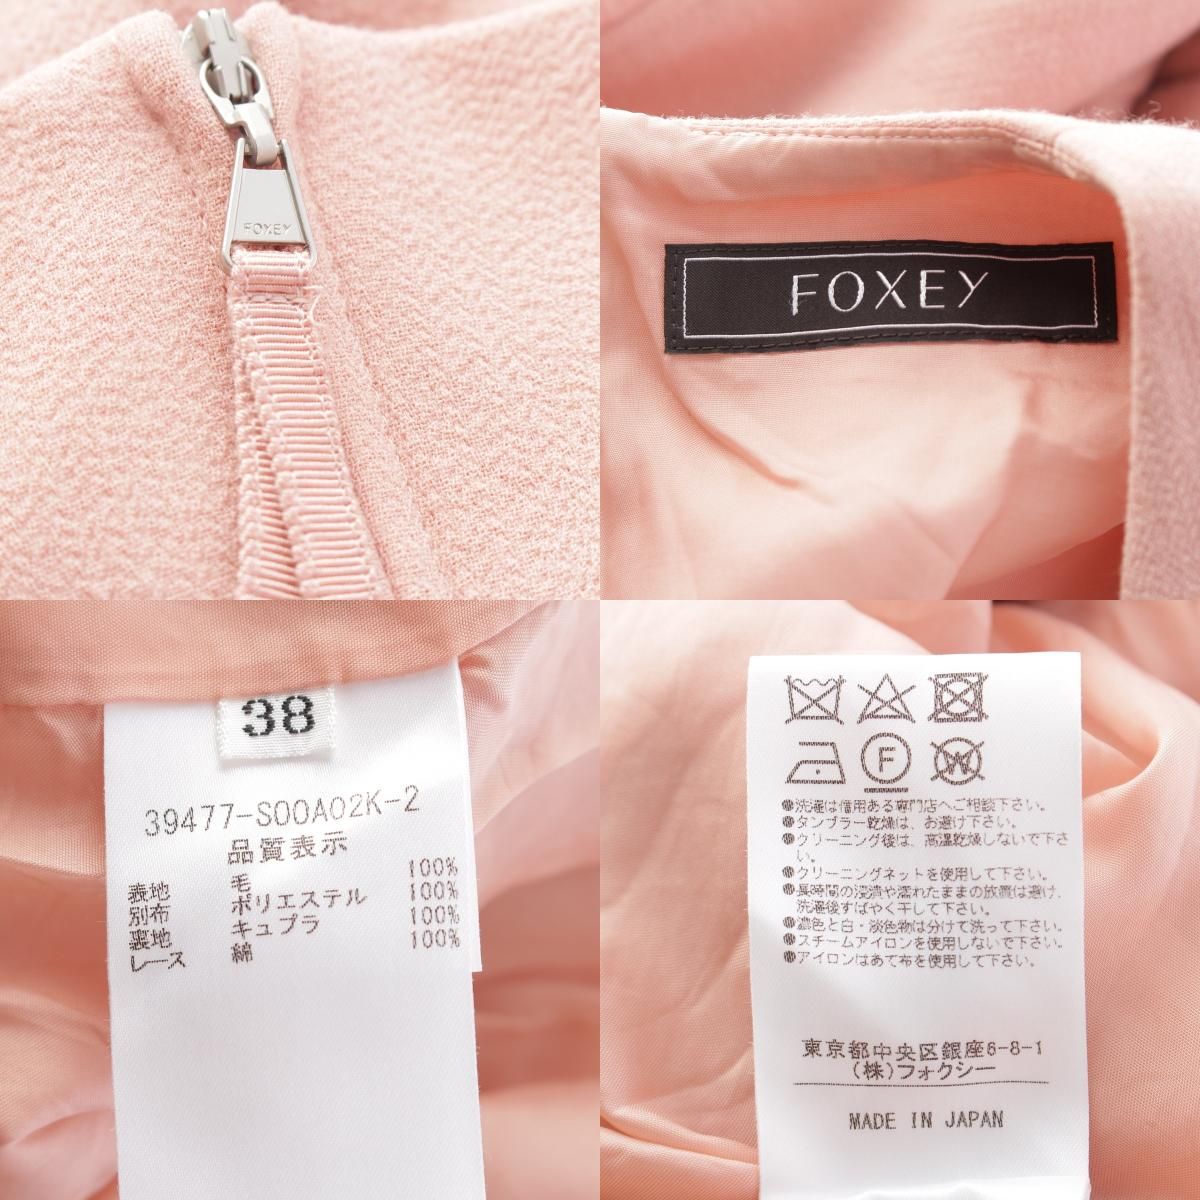 FOXEY
FOXEY
38
39477-S00A02K-2
品質表示
表地 毛 100%
別布 ポリエステル 100%
裏地 キュプラ 100%
レース 綿 100%
F
W
●洗濯は信用ある専門店へご相談下さい。
●タンブラー乾燥は、お避け下さい。
●クリーニング後は、高温乾燥しないで下さ
い。
●クリーニングネットを使用して下さい。
●長時間の浸漬や濡れたままの放置は避け、
洗濯後すばやく干して下さい。
●濃色と白・淡色物は分けて洗って下さい。
●スチームアイロンを使用しないで下さい。
●アイロンはあて布を使用して下さい。
東京都中央区銀座6-8-1
(株)フォクシー
MADE IN JAPAN